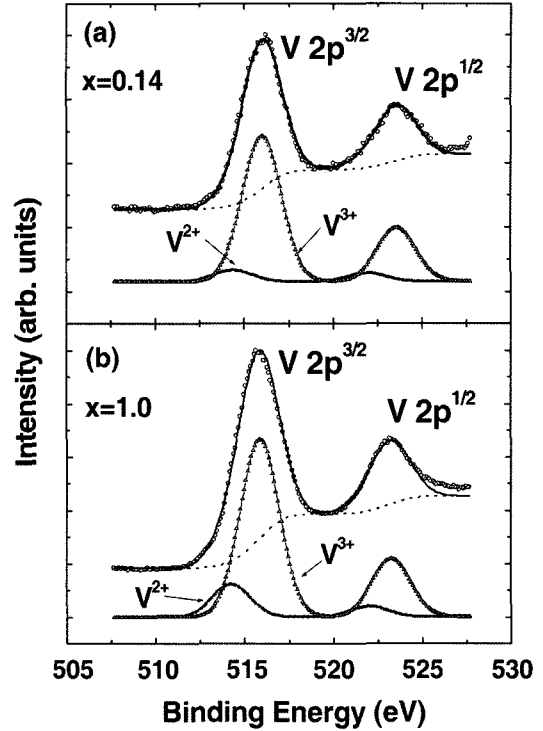 (a)
V 2p3/2
x=0.14
V 2p1/2
V2+
V3+
Intensity (arb. units)
(b)
V 2p3/2
x=1.0
V 2p1/2
V3+
V2+
505 510 515 520 525 530
Binding Energy (eV)